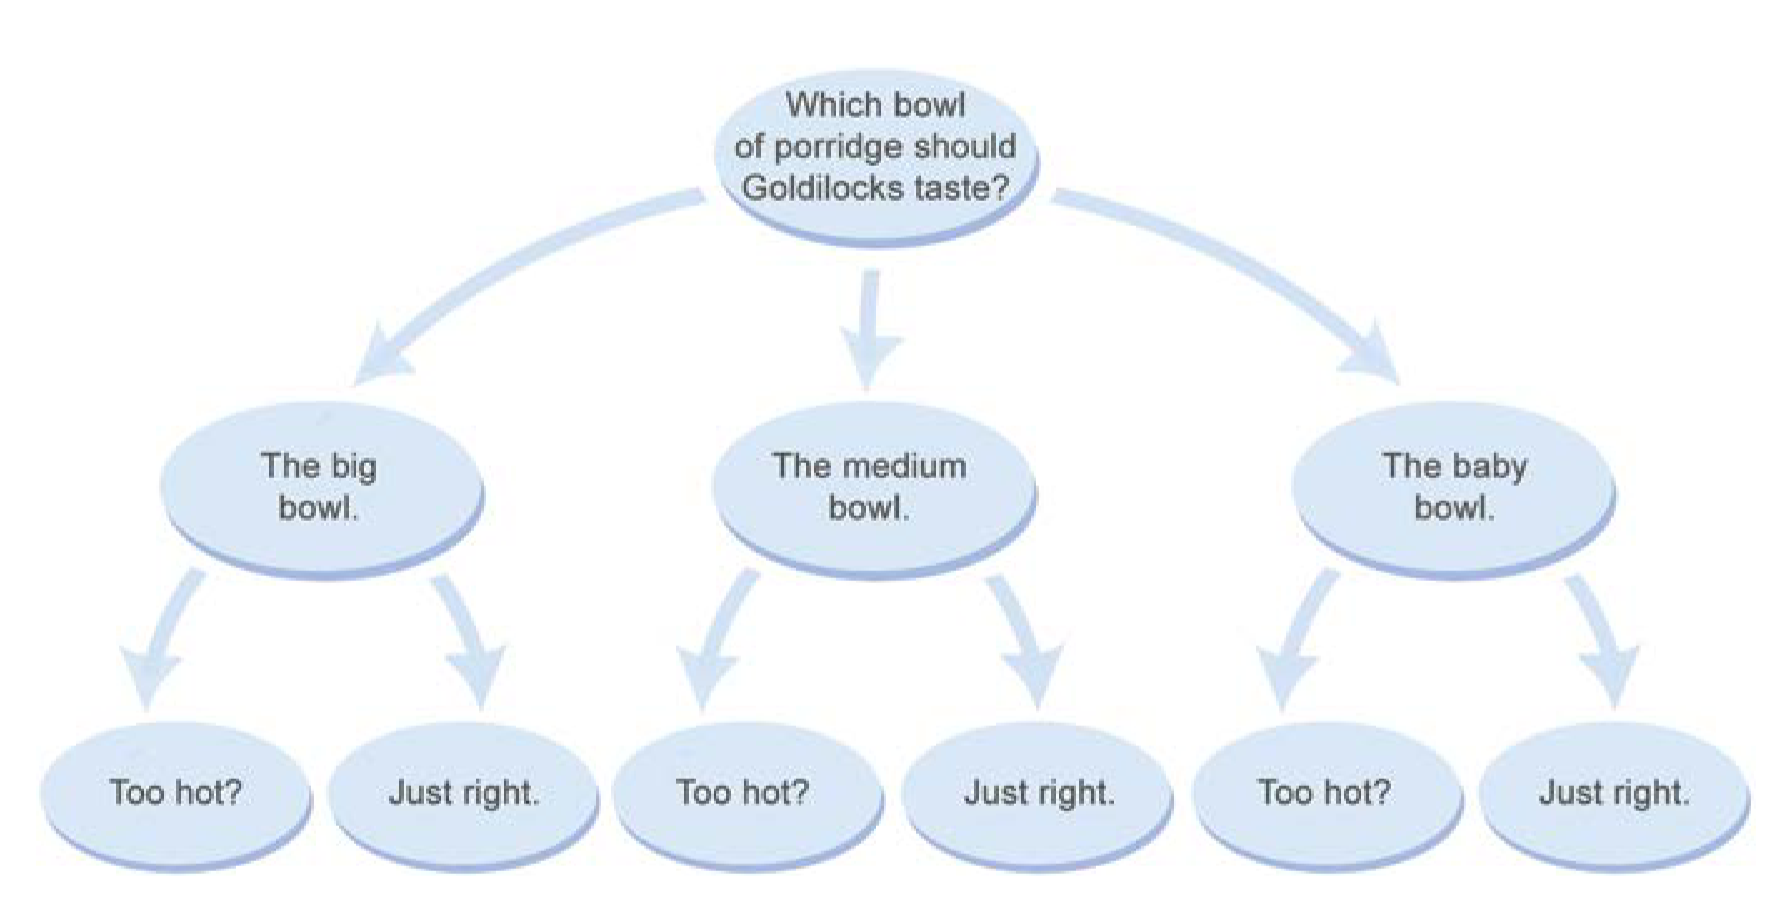 Which bowl
of porridge should
Goldilocks taste?
The big
bowl.
The medium
bowl.
The baby
bowl.
Too hot?
Just right.
Too hot?
Just right.
Too hot?
Just right.